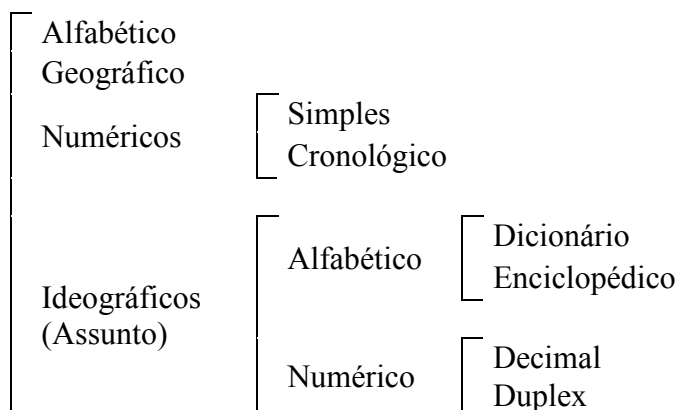 Alfabético
Geográfico
Numéricos
Simples
Cronológico
Ideográficos
(Assunto)
Alfabético
Dicionário
Enciclopédico
Numérico
Decimal
Duplex